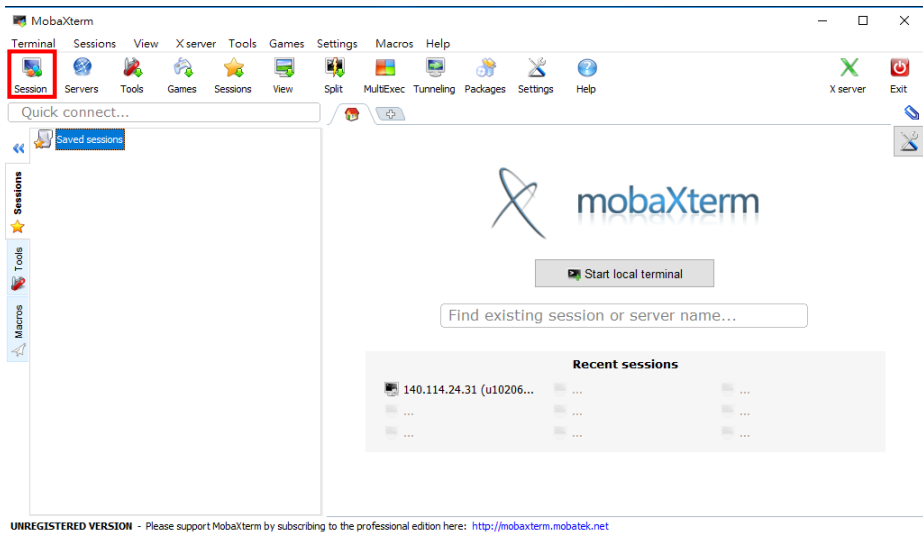 MobaXterm
Terminal Sessions View X server Tools Games Settings Macros Help
Session Servers Tools Games Sessions View Split MultiExec Tunneling Packages Settings Help X server Exit
Quick connect...
Saved sessions
Sessions
Tools
Macros
mobaXterm
Start local terminal
Find existing session or server name...
Recent sessions
140.114.24.31 (u10206... ... ...
... ... ...
... ... ...
UNREGISTERED VERSION - Please support MobaXterm by subscribing to the professional edition here: http://mobaxterm.mobatek.net